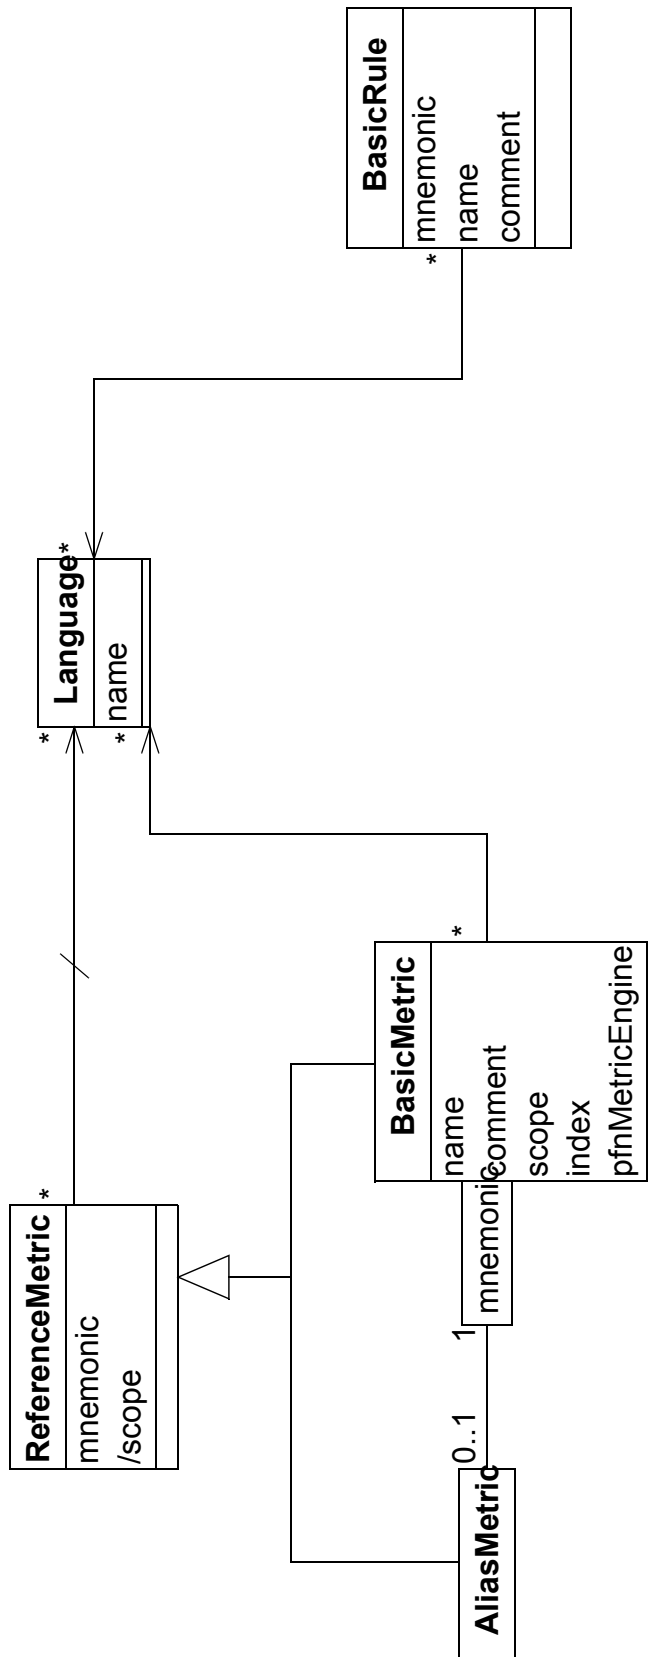 ReferenceMetric
mnemonic
/scope
*
*
Language
*
name
*
BasicRule
mnemonic
name
comment
*
BasicMetric
name
comment
scope
index
pfnMetricEngine
*
mnemonic
1
0..1
AliasMetric